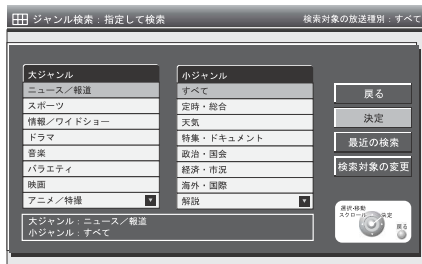 ジャンル検索：指定して検索
検索対象の放送種別：すべて
大ジャンル
ニュース／報道
スポーツ
情報／ワイドショー
ドラマ
音楽
バラエティ
映画
アニメ／特撮
小ジャンル
すべて
定時・総合
天気
特集・ドキュメント
政治・国会
経済・市況
海外・国際
解説
戻る
決定
最近の検索
検索対象の変更
大ジャンル：ニュース／報道
小ジャンル：すべて
選択・移動
スクロール 決定
戻る